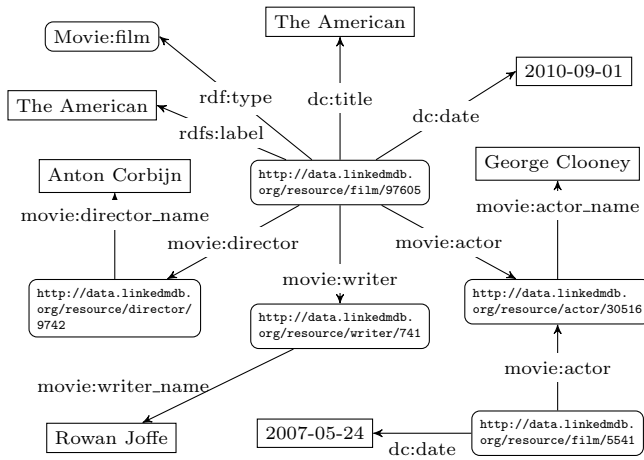 The American
Movie:film
2010-09-01
rdf:type
dc:title
dc:date
The American
rdfs:label
George Clooney
Anton Corbijn
http://data.linkedmdb.
org/resource/film/97605
movie:director_name
movie:actor_name
movie:director
movie:actor
movie:writer
http://data.linkedmdb.
org/resource/director/
9742
http://data.linkedmdb.
org/resource/writer/741
http://data.linkedmdb.
org/resource/actor/30516
movie:actor
movie:writer_name
Rowan Joffe
2007-05-24
dc:date
http://data.linkedmdb.
org/resource/film/5541